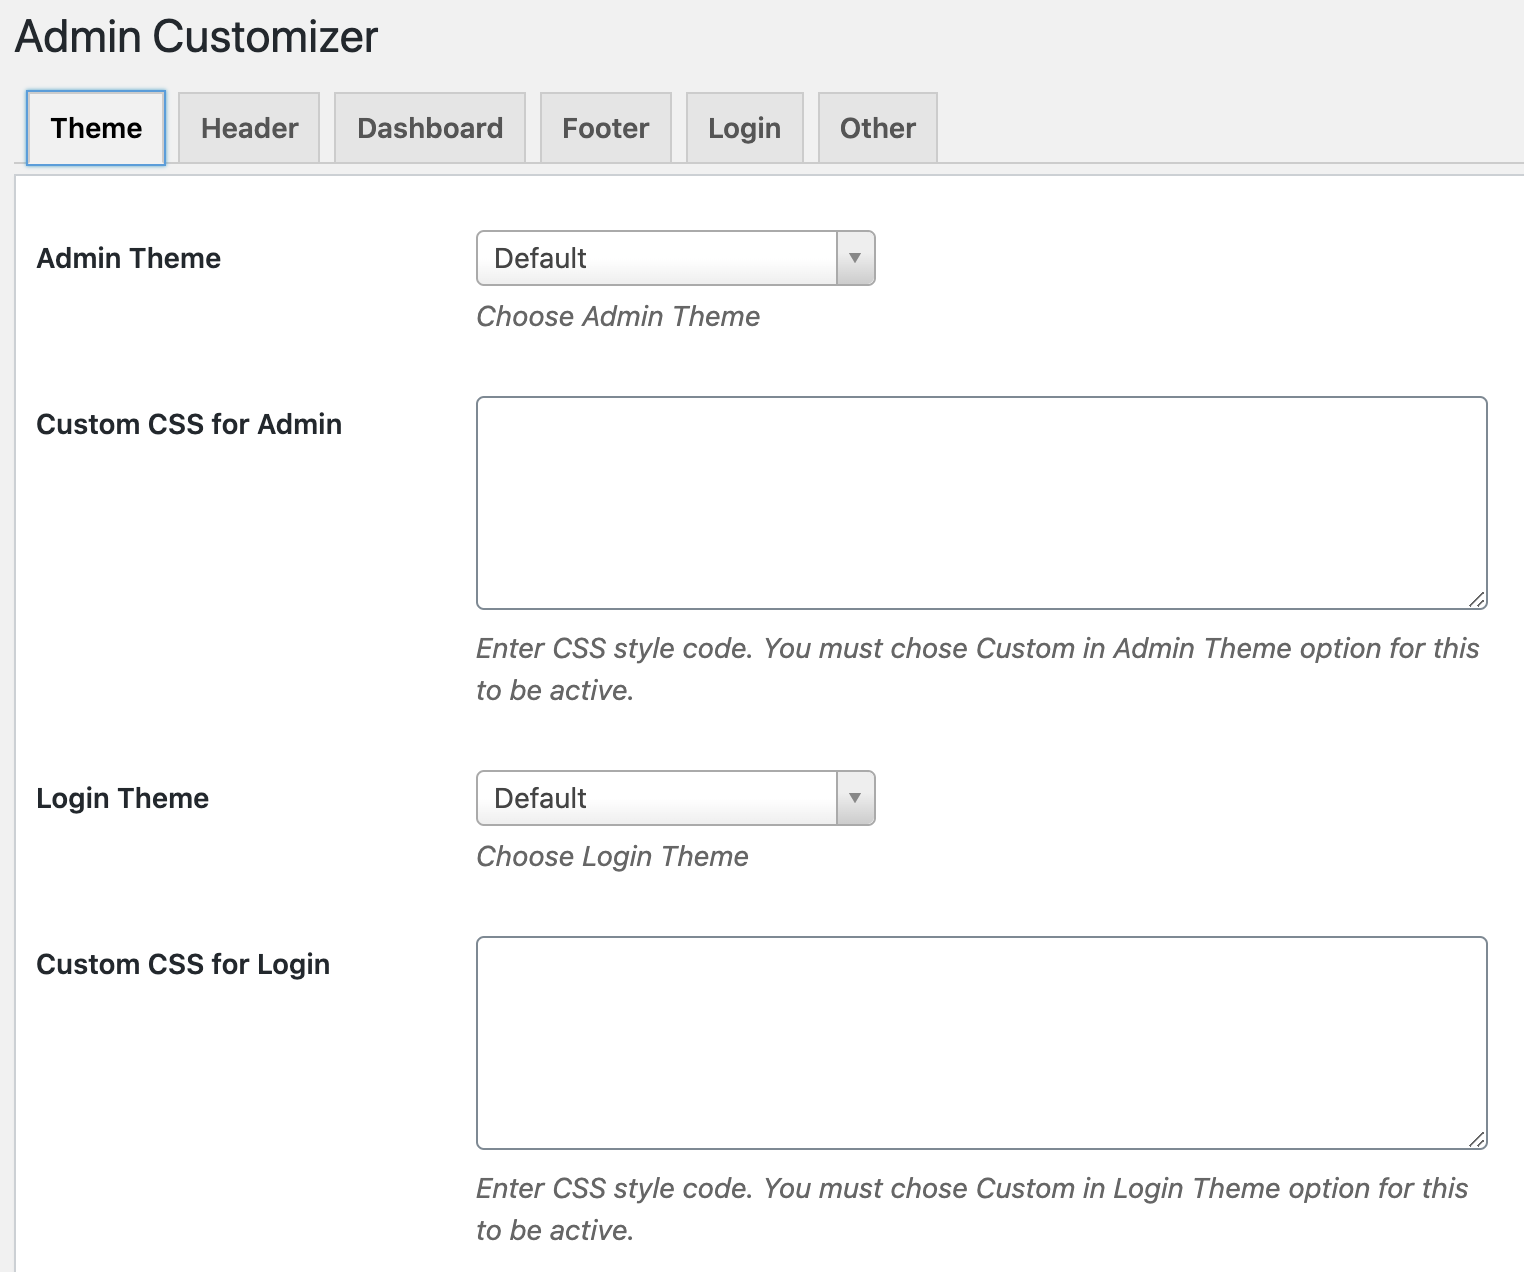 Admin Customizer
Theme Header Dashboard Footer Login Other
Admin Theme Default
Choose Admin Theme
Custom CSS for Admin
Enter CSS style code. You must chose Custom in Admin Theme option for this
to be active.
Login Theme Default
Choose Login Theme
Custom CSS for Login
Enter CSS style code. You must chose Custom in Login Theme option for this
to be active.